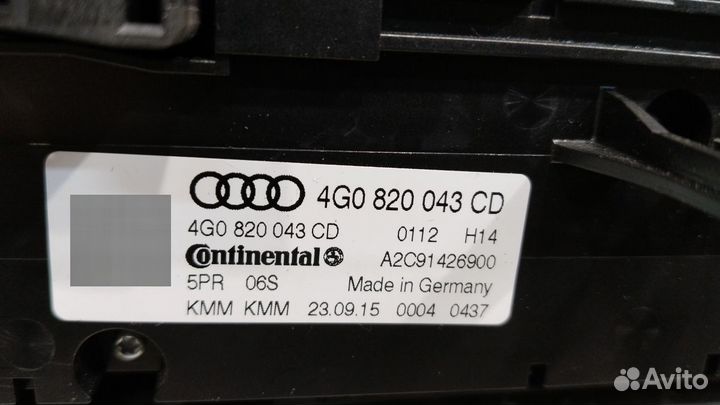 4G0 820 043 CD
4G0 820 043 CD 0112 H14
Continental A2C91426900
5PR 06S Made in Germany
KMM KMM 23.09.15 0004 0437
Avito